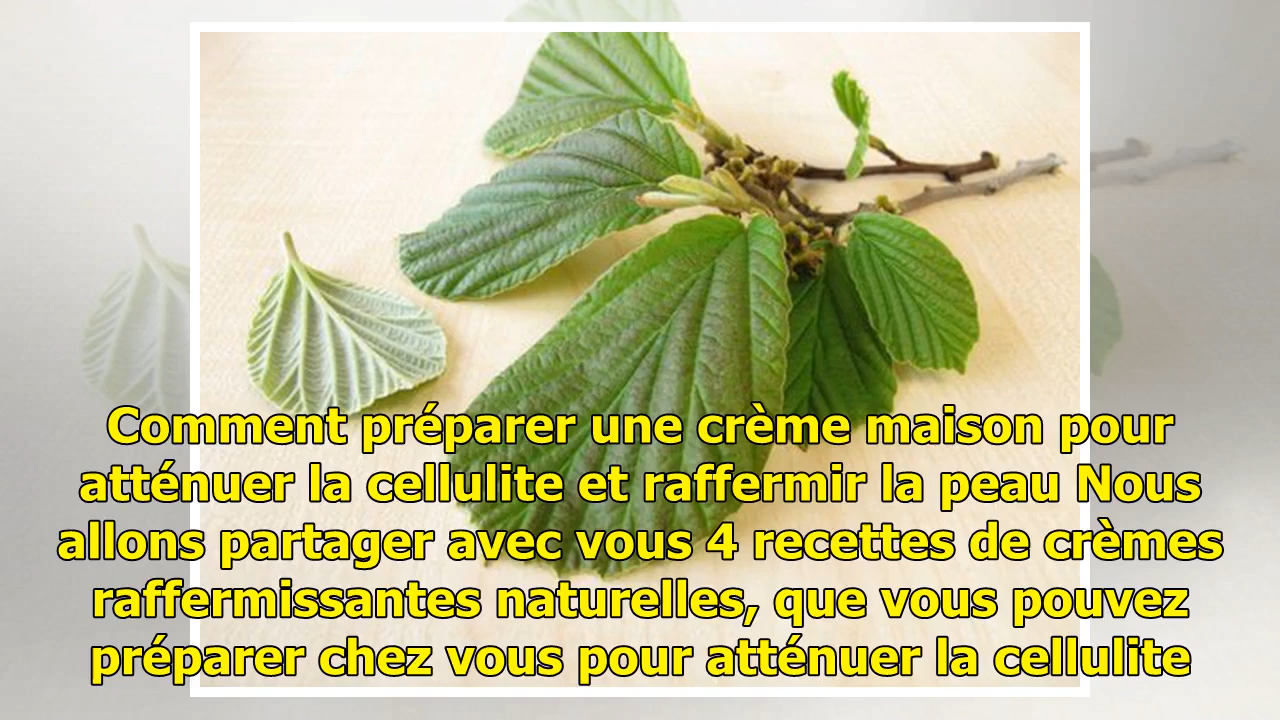 Comment préparer une crème maison pour
atténuer la cellulite et raffermir la peau Nous
allons partager avec vous 4 recettes de crèmes
raffermissantes naturelles, que vous pouvez
préparer chez vous pour atténuer la cellulite